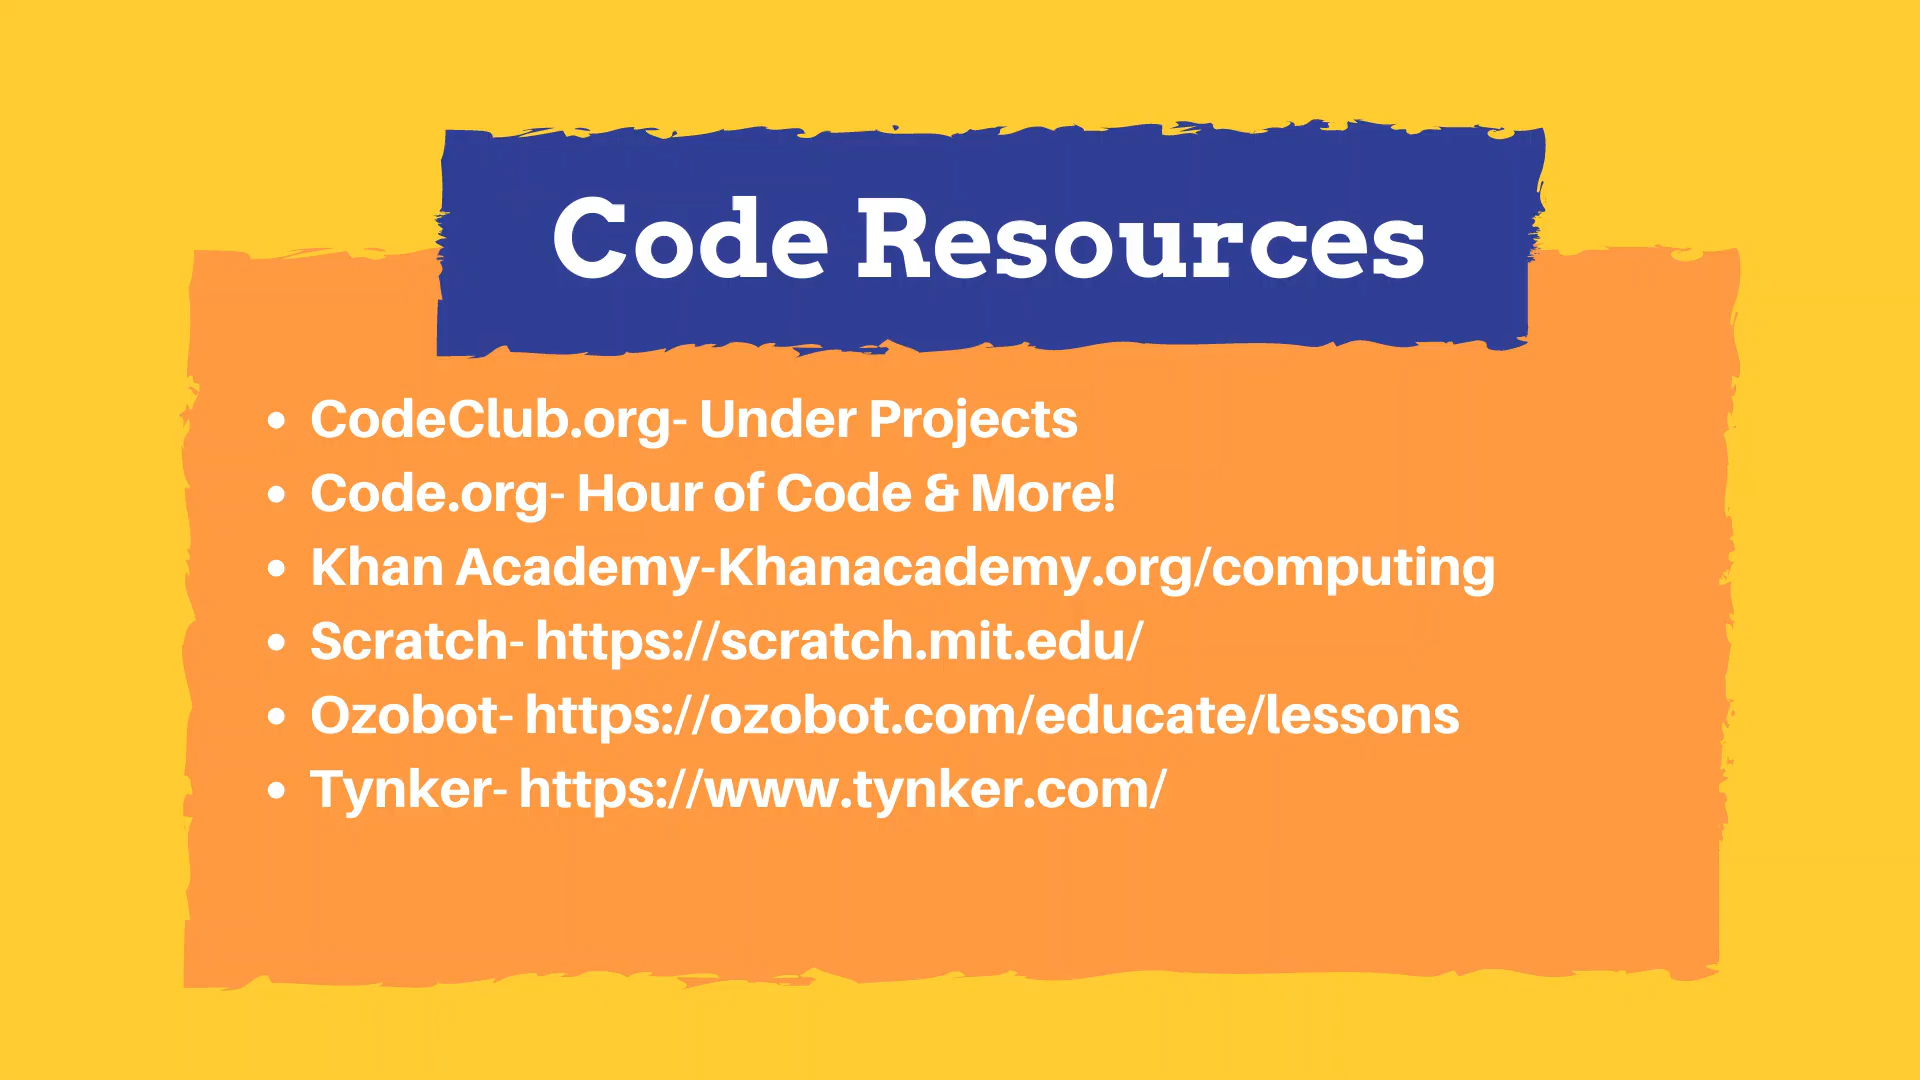 Code Resources
• CodeClub.org- Under Projects
• Code.org- Hour of Code & More!
• Khan Academy-Khanacademy.org/computing
• Scratch- https://scratch.mit.edu/
• Ozobot- https://ozobot.com/educate/lessons
• Tynker- https://www.tynker.com/